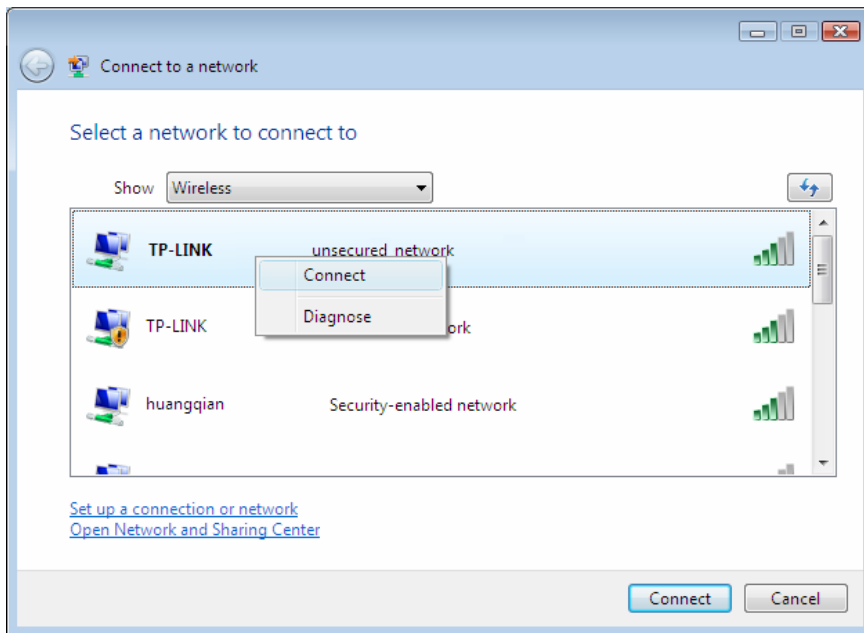 Connect to a network
Select a network to connect to
Show Wireless
TP-LINK unsecured network
Connect
Diagnose
TP-LINK
huangqian Security-enabled network
Set up a connection or network
Open Network and Sharing Center
Connect Cancel